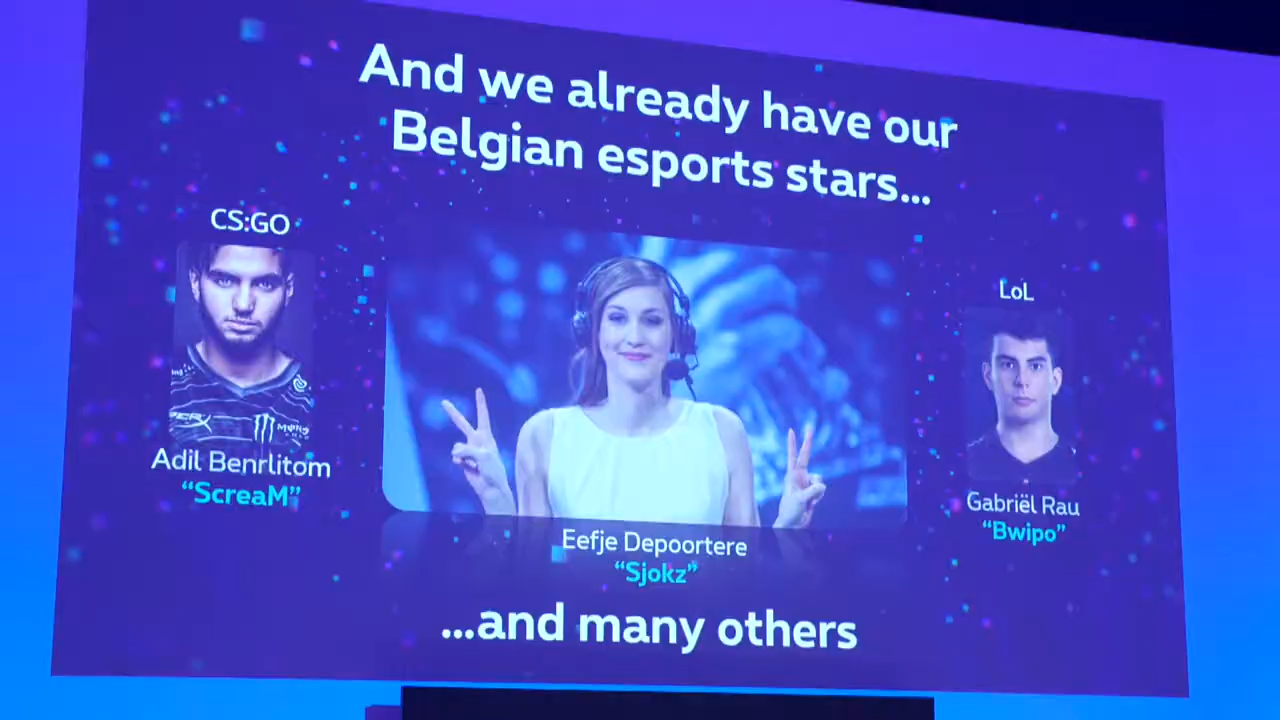 And we already have our
Belgian esports stars...
CS:GO
LoL
Adil Benrlitom
“ScreaM”
Eefje Depoortere
“Sjokz”
Gabriël Rau
“Bwipo”
...and many others